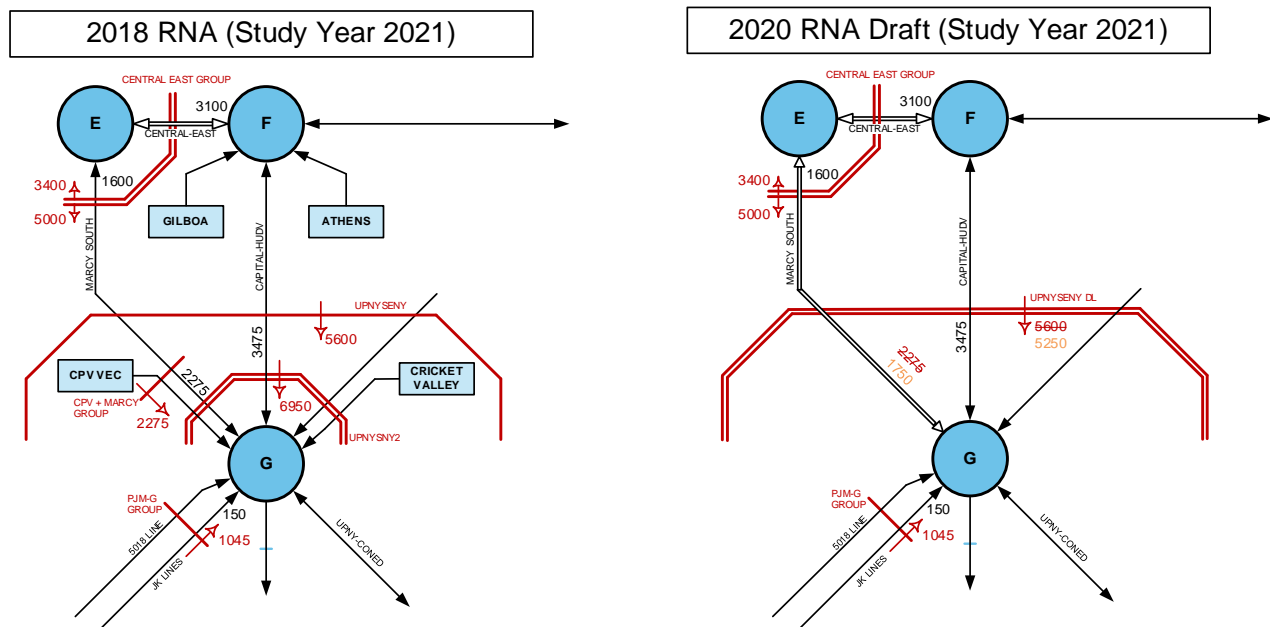 2018 RNA (Study Year 2021)
CENTRAL EAST GROUP
E
3100
F
CENTRAL-EAST
1600
3400
5000
GILBOA
ATHENS
MARCY SOUTH
CAPITAL-HUDV
UPNYSENY
5600
3475
CPV VEC
2275
CRICKET
VALLEY
CPV + MARCY
GROUP
2275
6950
UPNYSNY2
G
PJM-G
GROUP
150
1045
5018 LINE
JK LINES
UPNY-CONED
2020 RNA Draft (Study Year 2021)
CENTRAL EAST GROUP
E
3100
F
CENTRAL-EAST
1600
3400
5000
MARCY SOUTH
CAPITAL-HUDV
UPNYSENY DL
5600
5250
3475
2275
1750
G
PJM-G
GROUP
150
1045
5018 LINE
JK LINES
UPNY-CONED